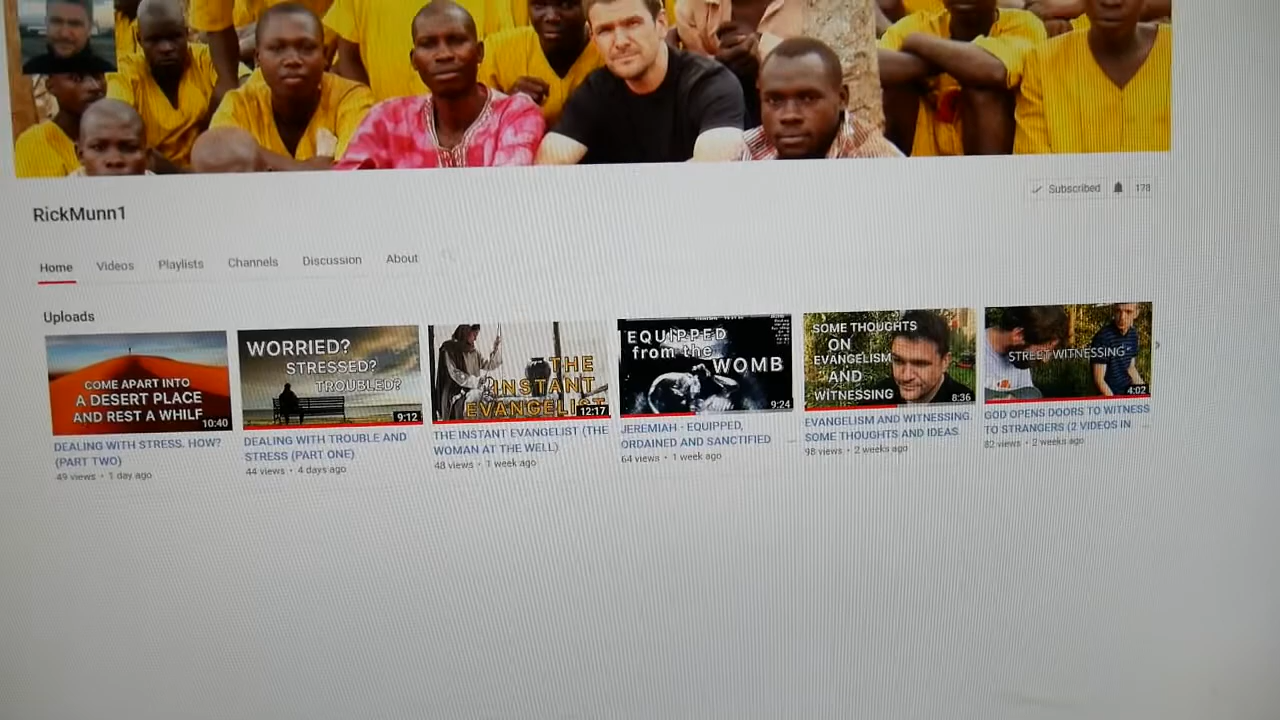 Subscribed 178
RickMunn1
Home Videos Playlists Channels Discussion About
Uploads
COME APART INTO
A DESERT PLACE
AND REST A WHILE
10:40
DEALING WITH STRESS. HOW?
(PART TWO)
49 views • 1 day ago
WORRIED?
STRESSED?
TROUBLED?
9:12
DEALING WITH TROUBLE AND
STRESS (PART ONE)
44 views • 4 days ago
THE
INSTANT
EVANGELIST
12:17
THE INSTANT EVANGELIST (THE
WOMAN AT THE WELL)
48 views • 1 week ago
EQUIPPED
from the
WOMB
9:24
JEREMIAH - EQUIPPED,
ORDAINED AND SANCTIFIED
64 views • 1 week ago
SOME THOUGHTS
ON
EVANGELISM
AND
WITNESSING
8:36
EVANGELISM AND WITNESSING.
SOME THOUGHTS AND IDEAS
98 views • 2 weeks ago
STREET WITNESSING
4:02
GOD OPENS DOORS TO WITNESS
TO STRANGERS (2 VIDEOS IN
82 views • 2 weeks ago